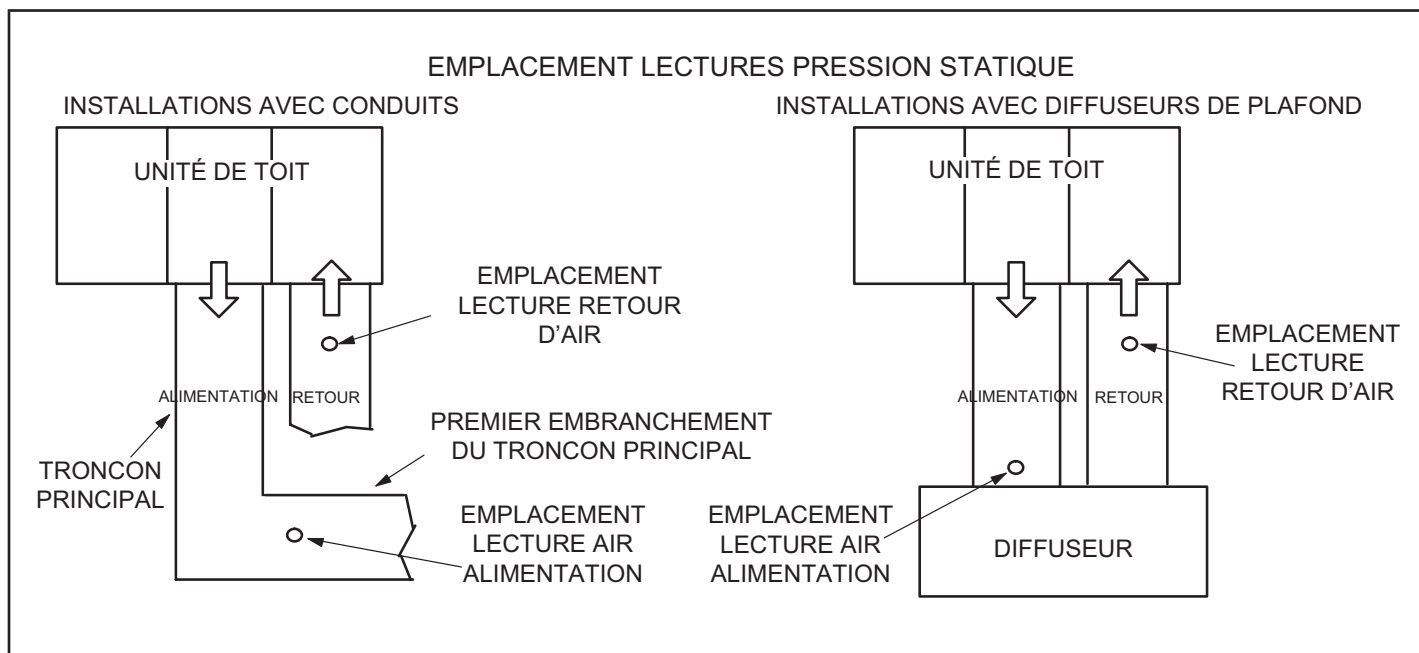 EMPLACEMENT LECTURES PRESSION STATIQUE
INSTALLATIONS AVEC CONDUITS
UNITÉ DE TOIT
EMPLACEMENT
LECTURE RETOUR
D'AIR
ALIMENTATION
RETOUR
PREMIER EMBRANCHEMENT
DU TRONCON PRINCIPAL
TRONCON
PRINCIPAL
EMPLACEMENT
LECTURE AIR
ALIMENTATION
INSTALLATIONS AVEC DIFFUSEURS DE PLAFOND
UNITÉ DE TOIT
EMPLACEMENT
LECTURE
RETOUR D'AIR
ALIMENTATION
RETOUR
EMPLACEMENT
LECTURE AIR
ALIMENTATION
DIFFUSEUR